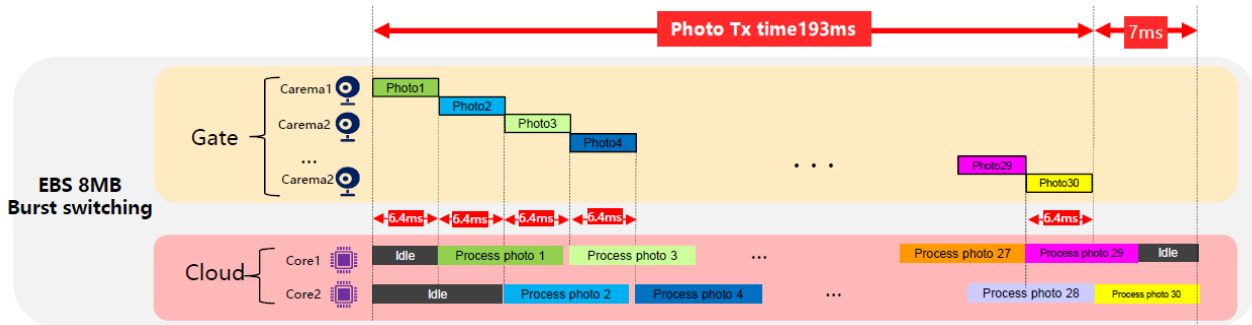 Photo Tx time193ms
7ms
Carema1
Photo1
Photo2
Carema2
Photo3
Photo4
Gate
...
. . .
Photo29
Carema2
Photo30
EBS 8MB
Burst switching
6.4ms
6.4ms
6.4ms
6.4ms
6.4ms
Cloud
Core1
Idle
Process photo 1
Process photo 3
...
Process photo 27
Process photo 29
Idle
Core2
Idle
Process photo 2
Process photo 4
...
Process photo 28
Process photo 30